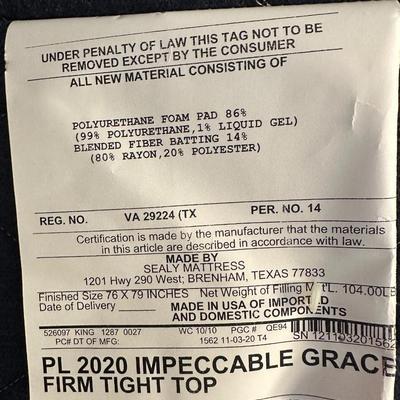 UNDER PENALTY OF LAW THIS TAG NOT TO BE
REMOVED EXCEPT BY THE CONSUMER
ALL NEW MATERIAL CONSISTING OF
POLYURETHANE FOAM PAD 86%
(99% POLYURETHANE,1% LIQUID GEL)
BLENDED FIBER BATTING 14%
(80% RAYON,20% POLYESTER)
REG. NO. VA 29224 (TX PER. NO. 14
Certification is made by the manufacturer that the materials
in this article are described in accordance with law.
MADE BY
SEALY MATTRESS
1201 Hwy 290 West; BRENHAM, TEXAS 77833
Finished Size 76 X 79 INCHES Net Weight of Filling M t'L. 104.00LB
Date of Delivery MADE IN USA OF IMPORTED
AND DOMESTIC COMPONENTS
526097 KING 1287 0027 WC 10/10 PGC # QE94
PC# DT OF MFG: 1562 11-03-20 T4 SN 121103201562
PL 2020 IMPECCABLE GRACE
FIRM TIGHT TOP